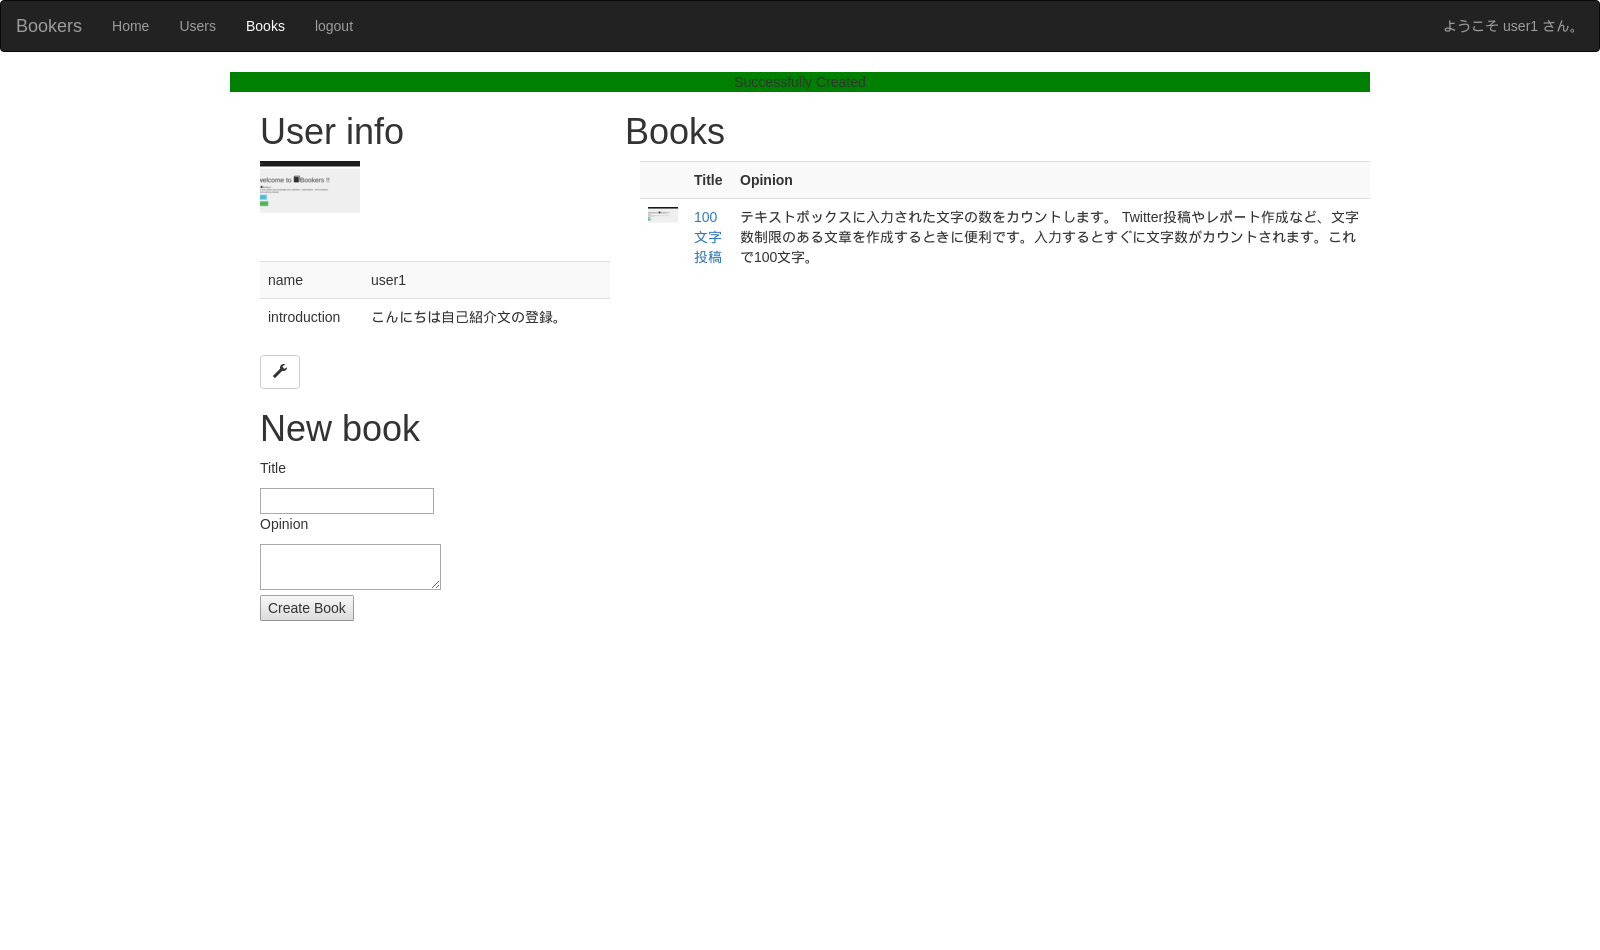 Bookers Home Users Books logout ようこそ user1 さん。
Successfully Created
User info
welcome to Bookers !!
name user1
introduction こんにちは自己紹介文の登録。
New book
Title
Opinion
Create Book
Books
Title Opinion
100 テキストボックスに入力された文字の数をカウントします。 Twitter投稿やレポート作成など、文字
文字 数制限のある文章を作成するときに便利です。入力するとすぐに文字数がカウントされます。これ
投稿 で100文字。